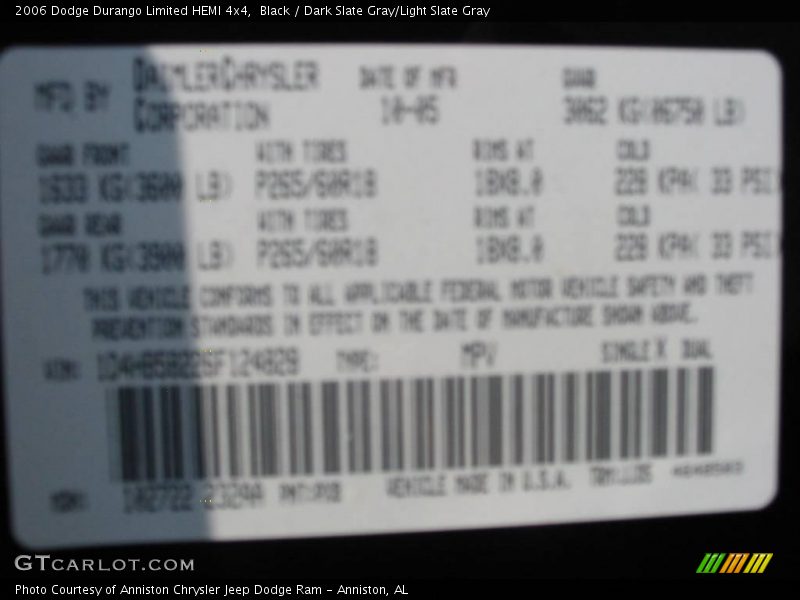 2006 Dodge Durango Limited HEMI 4x4, Black / Dark Slate Gray/Light Slate Gray
MFD BY DAIMLERCHRYSLER CORPORATION DATE OF MFR 10-05 GVWR 3062 KG(06750 LB)
GAWR FRONT WITH TIRES RIMS AT COLD
1633 KG(3600 LB) P265/60R18 18X8.0 228 KPA( 33 PSI)
GAWR REAR WITH TIRES RIMS AT COLD
1770 KG(3900 LB) P265/60R18 18X8.0 228 KPA( 33 PSI)
THIS VEHICLE CONFORMS TO ALL APPLICABLE FEDERAL MOTOR VEHICLE SAFETY AND THEFT
PREVENTION STANDARDS IN EFFECT ON THE DATE OF MANUFACTURE SHOWN ABOVE.
VIN: TYPE: MPV SINGLE X DUAL
MDH: PNT: VEHICLE MADE IN U.S.A.
GTCARLOT.COM
Photo Courtesy of Anniston Chrysler Jeep Dodge Ram - Anniston, AL